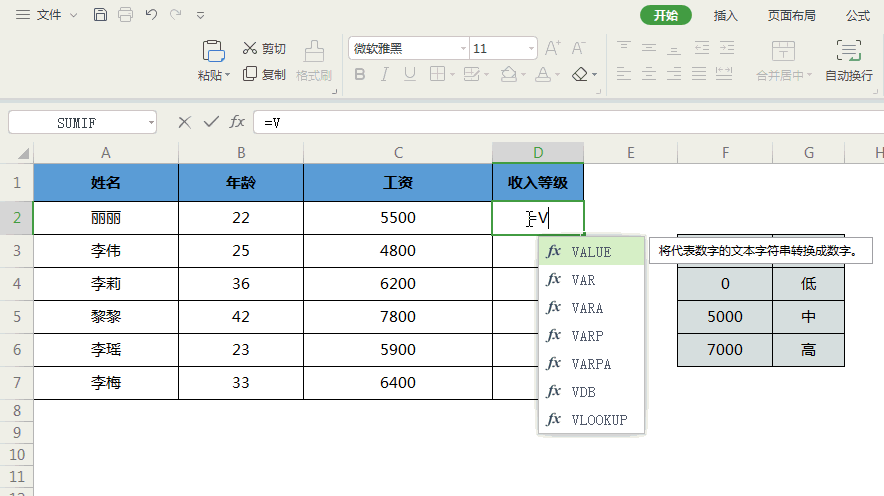 文件 开始 插入 页面布局 公式
粘贴 剪切 复制 格式刷 微软雅黑 11 A+ A- 合并居中 自动换行
B I U A
SUMIF fx =V
A B C D E F G H
1 姓名 年龄 工资 收入等级
2 丽丽 22 5500 =V
3 李伟 25 4800
4 李莉 36 6200 0 低
5 黎黎 42 7800 5000 中
6 李瑶 23 5900 7000 高
7 李梅 33 6400
8
9
10
11
fx VALUE 将代表数字的文本字符串转换成数字。
fx VAR
fx VARA
fx VARP
fx VARPA
fx VDB
fx VLOOKUP